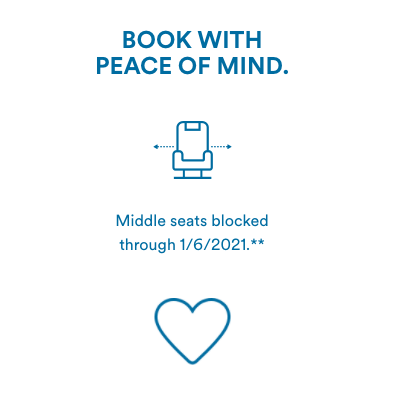 BOOK WITH
PEACE OF MIND.
Middle seats blocked
through 1/6/2021.**